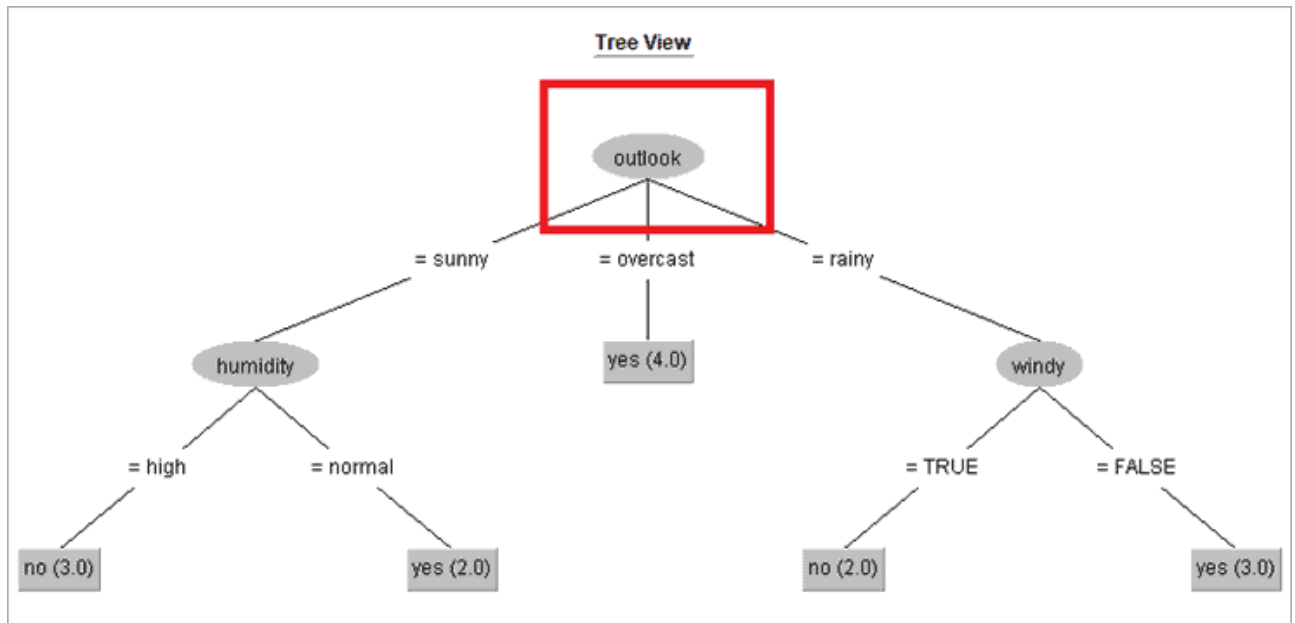 Tree View
outlook
= sunny
= overcast
= rainy
humidity
yes (4.0)
windy
= high
= normal
= TRUE
= FALSE
no (3.0)
yes (2.0)
no (2.0)
yes (3.0)